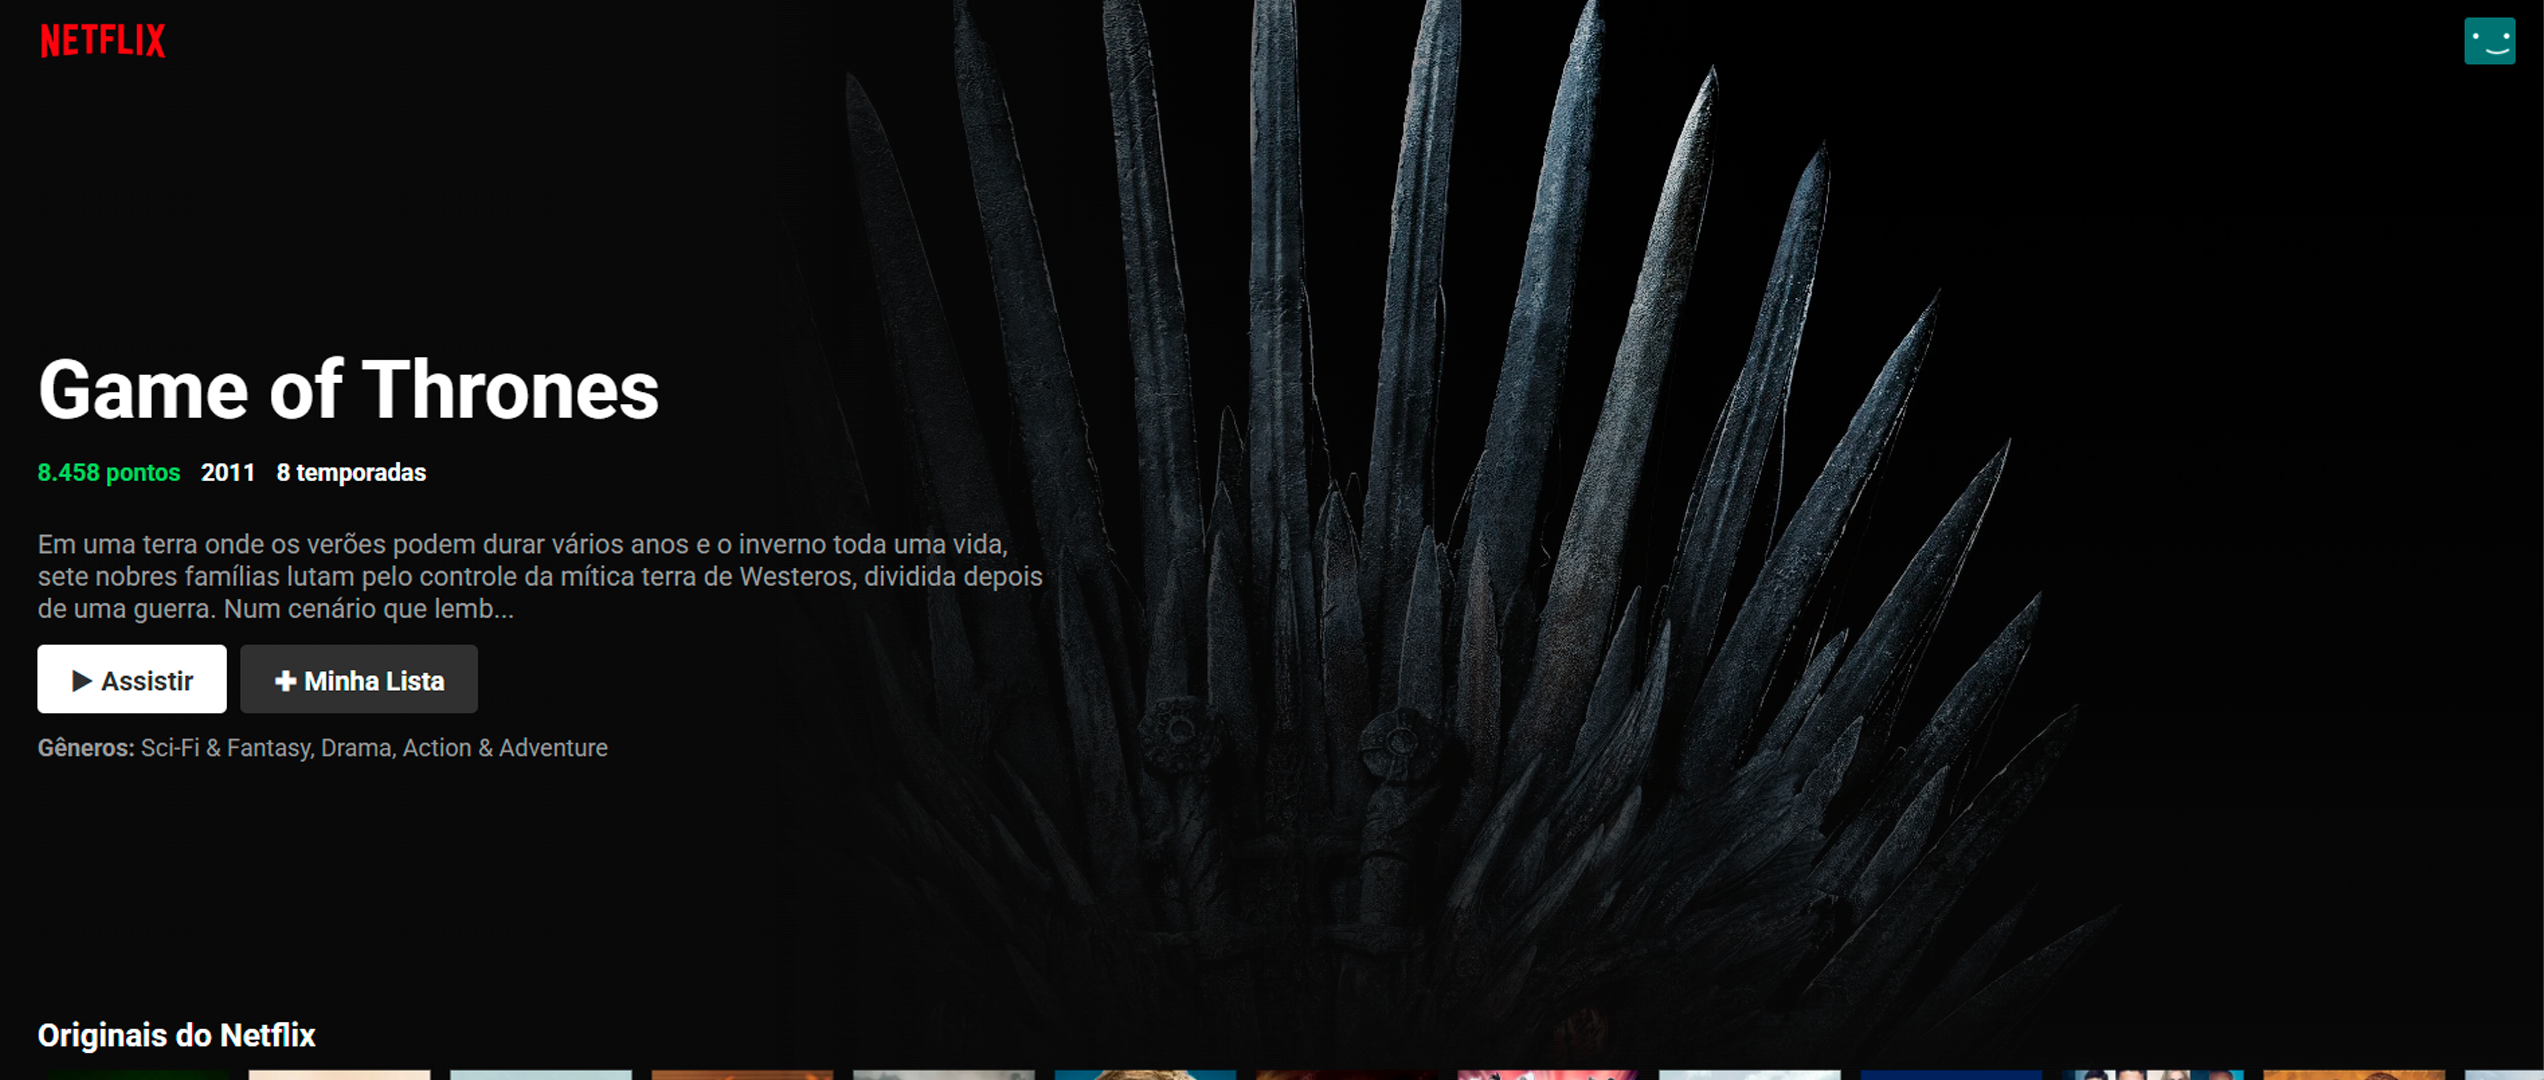 NETFLIX
Game of Thrones
8.458 pontos 2011 8 temporadas
Em uma terra onde os verões podem durar vários anos e o inverno toda uma vida,
sete nobres famílias lutam pelo controle da mítica terra de Westeros, dividida depois
de uma guerra. Num cenário que lemb...
▶ Assistir ✚ Minha Lista
Gêneros: Sci-Fi & Fantasy, Drama, Action & Adventure
Originais do Netflix